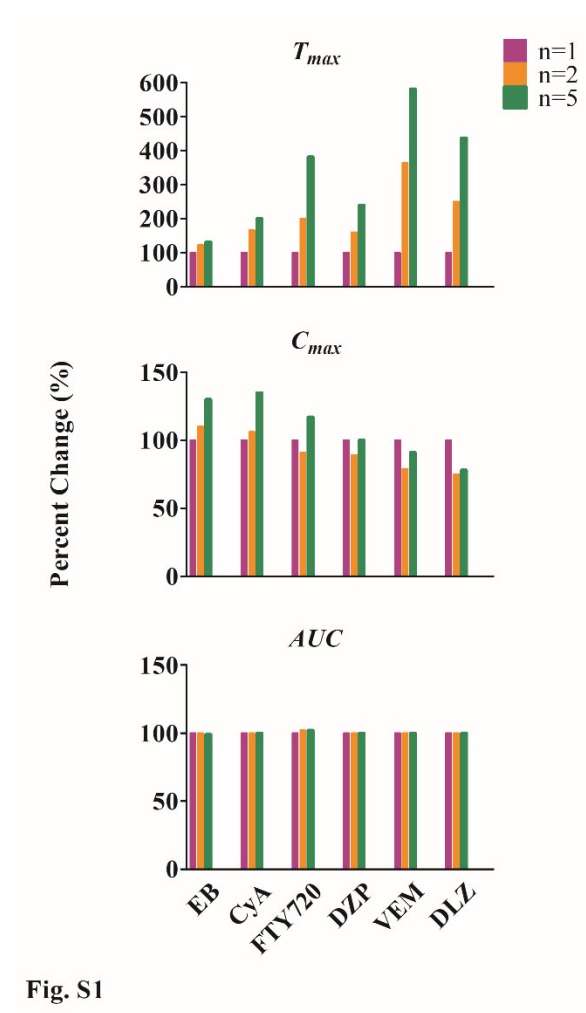 T_max
n=1
n=2
n=5
600
500
400
300
200
100
0
C_max
150
100
50
0
Percent Change (%)
AUC
150
100
50
0
EB CyA FTY720 DZP VEM DLZ
Fig. S1